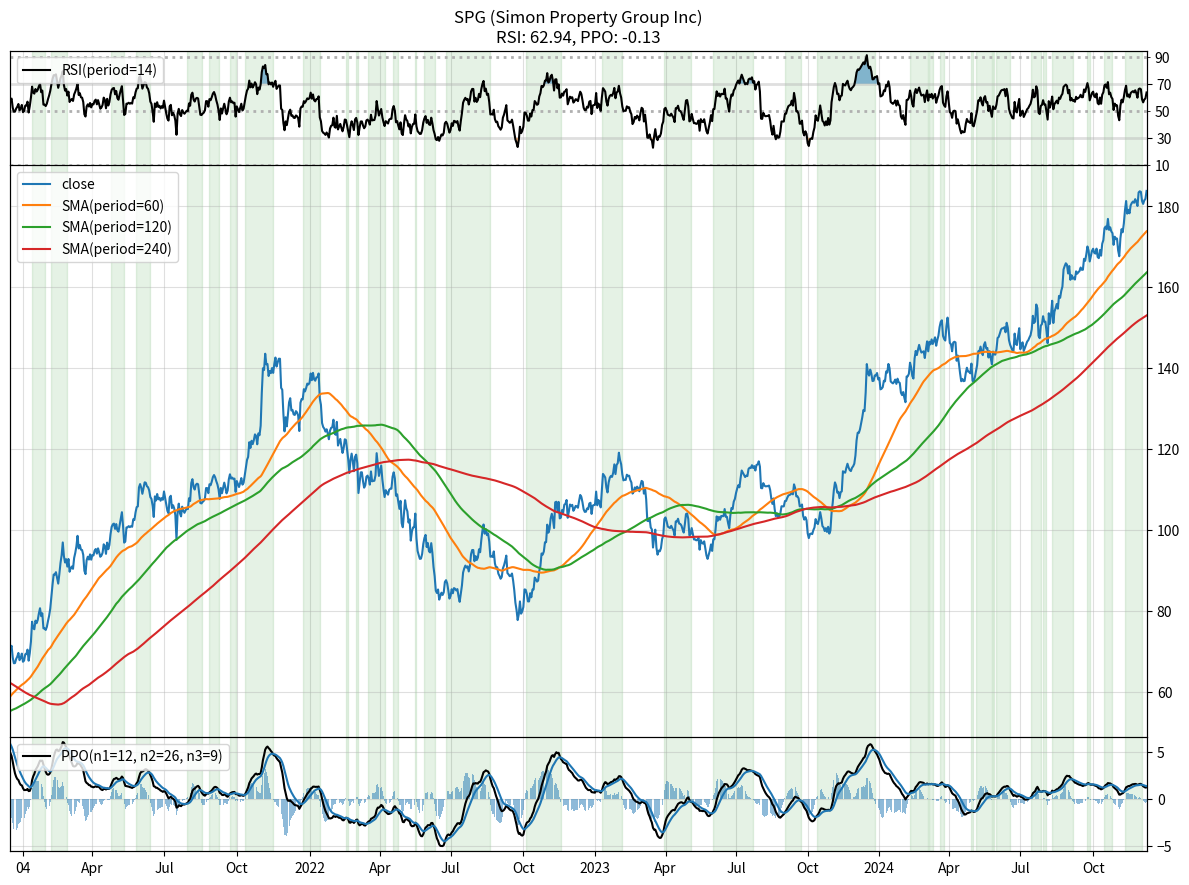 SPG (Simon Property Group Inc)
RSI: 62.94, PPO: -0.13
RSI(period=14)
90
70
50
30
10
close
SMA(period=60)
SMA(period=120)
SMA(period=240)
180
160
140
120
100
80
60
PPO(n1=12, n2=26, n3=9)
5
0
−5
04 Apr Jul Oct 2022 Apr Jul Oct 2023 Apr Jul Oct 2024 Apr Jul Oct